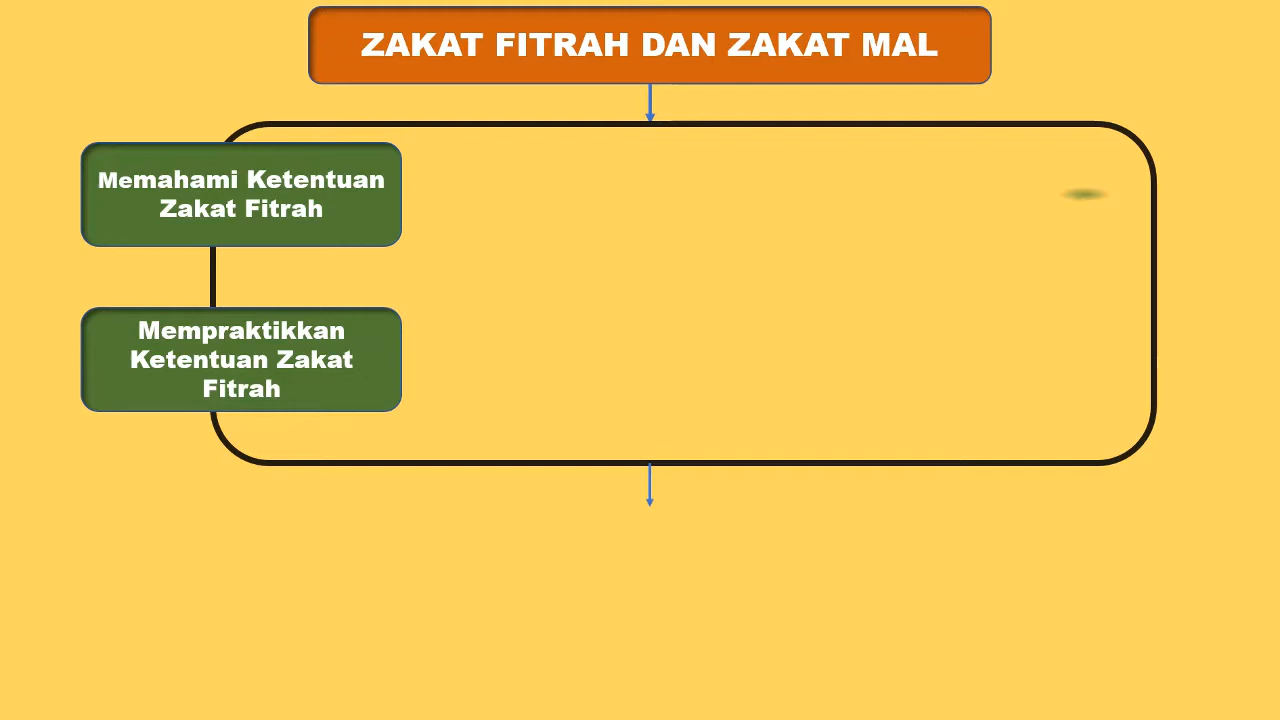 ZAKAT FITRAH DAN ZAKAT MAL
Memahami Ketentuan
Zakat Fitrah
Mempraktikkan
Ketentuan Zakat
Fitrah